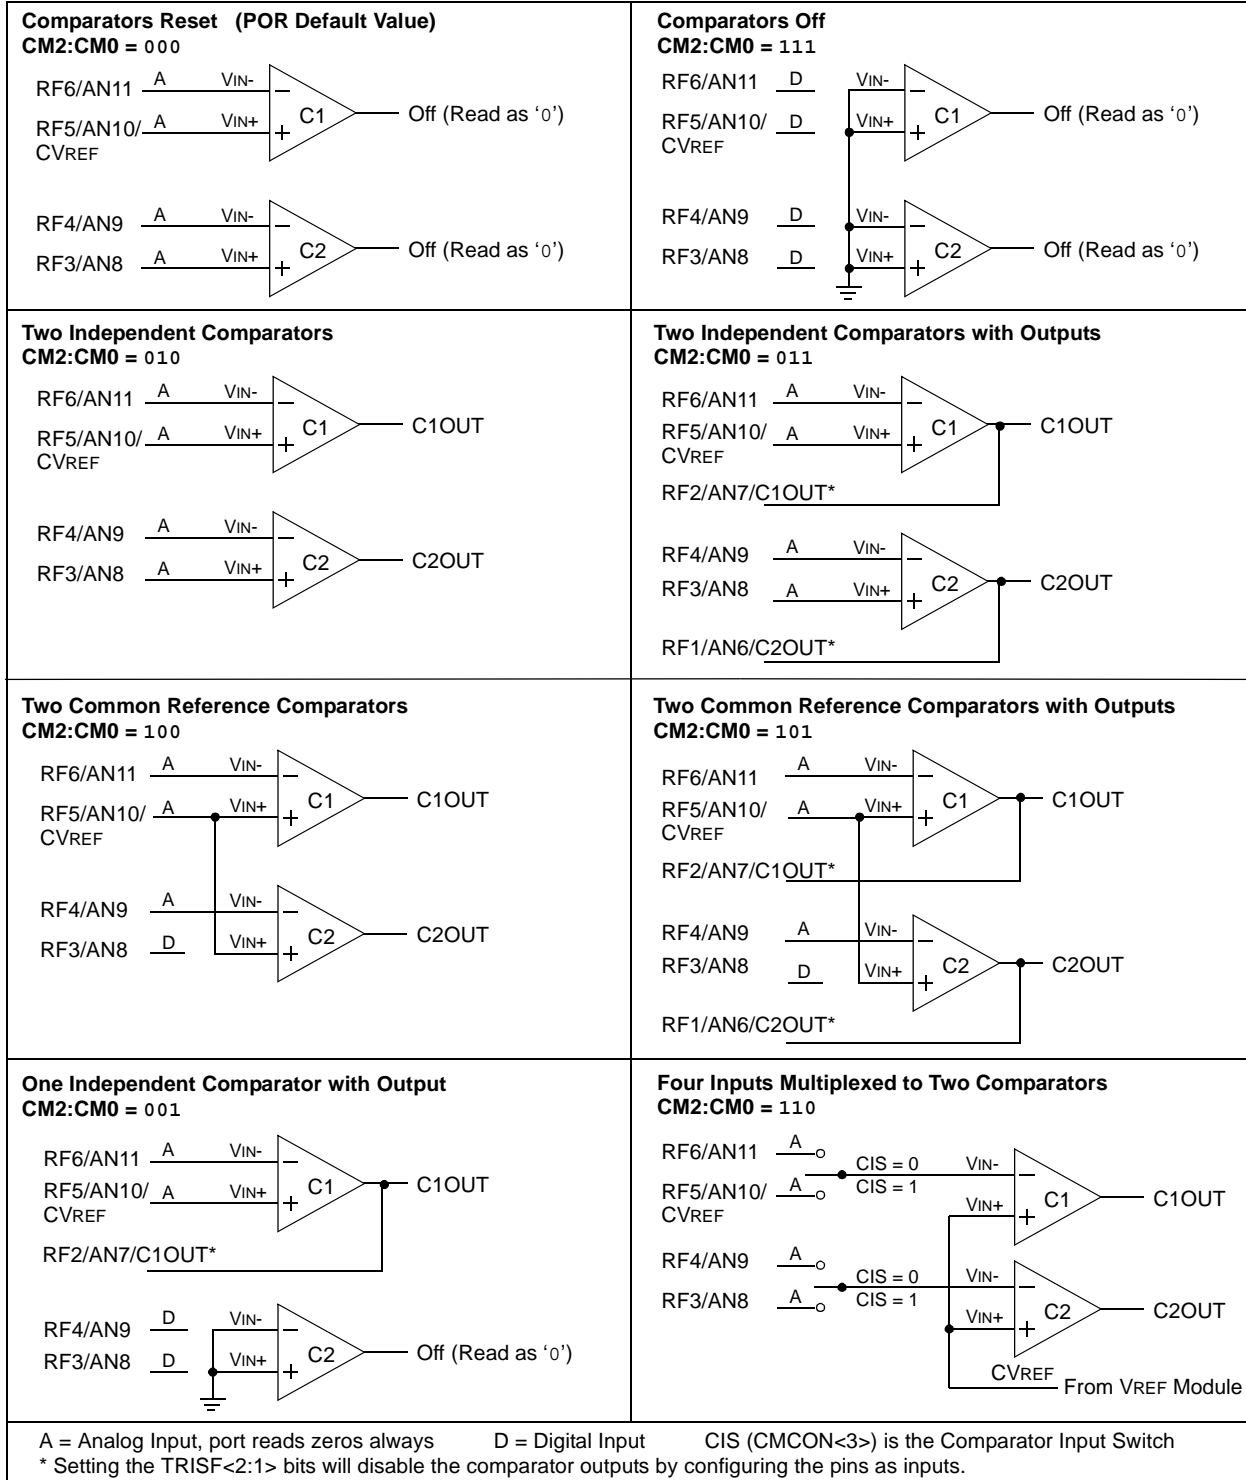 Comparators Reset (POR Default Value)
CM2:CM0 = 000
RF6/AN11 A VIN-
RF5/AN10/ A VIN+
CVREF
C1
Off (Read as ‘0’)
RF4/AN9 A VIN-
RF3/AN8 A VIN+
C2
Off (Read as ‘0’)
Comparators Off
CM2:CM0 = 111
RF6/AN11 D VIN-
RF5/AN10/ D VIN+
CVREF
C1
Off (Read as ‘0’)
RF4/AN9 D VIN-
RF3/AN8 D VIN+
C2
Off (Read as ‘0’)
Two Independent Comparators
CM2:CM0 = 010
RF6/AN11 A VIN-
RF5/AN10/ A VIN+
CVREF
C1
C1OUT
RF4/AN9 A VIN-
RF3/AN8 A VIN+
C2
C2OUT
Two Independent Comparators with Outputs
CM2:CM0 = 011
RF6/AN11 A VIN-
RF5/AN10/ A VIN+
CVREF
C1
C1OUT
RF2/AN7/C1OUT*
RF4/AN9 A VIN-
RF3/AN8 A VIN+
C2
C2OUT
RF1/AN6/C2OUT*
Two Common Reference Comparators
CM2:CM0 = 100
RF6/AN11 A VIN-
RF5/AN10/ A VIN+
CVREF
C1
C1OUT
RF4/AN9 A VIN-
RF3/AN8 D VIN+
C2
C2OUT
Two Common Reference Comparators with Outputs
CM2:CM0 = 101
RF6/AN11 A VIN-
RF5/AN10/ A VIN+
CVREF
C1
C1OUT
RF2/AN7/C1OUT*
RF4/AN9 A VIN-
RF3/AN8 D VIN+
C2
C2OUT
RF1/AN6/C2OUT*
One Independent Comparator with Output
CM2:CM0 = 001
RF6/AN11 A VIN-
RF5/AN10/ A VIN+
CVREF
C1
C1OUT
RF2/AN7/C1OUT*
RF4/AN9 D VIN-
RF3/AN8 D VIN+
C2
Off (Read as ‘0’)
Four Inputs Multiplexed to Two Comparators
CM2:CM0 = 110
RF6/AN11 A
CIS = 0 VIN-
RF5/AN10/ A CIS = 1
CVREF
VIN+
C1
C1OUT
RF4/AN9 A
CIS = 0 VIN-
RF3/AN8 A CIS = 1
VIN+
C2
C2OUT
CVREF
From VREF Module
A = Analog Input, port reads zeros always D = Digital Input CIS (CMCON<3>) is the Comparator Input Switch
* Setting the TRISF<2:1> bits will disable the comparator outputs by configuring the pins as inputs.